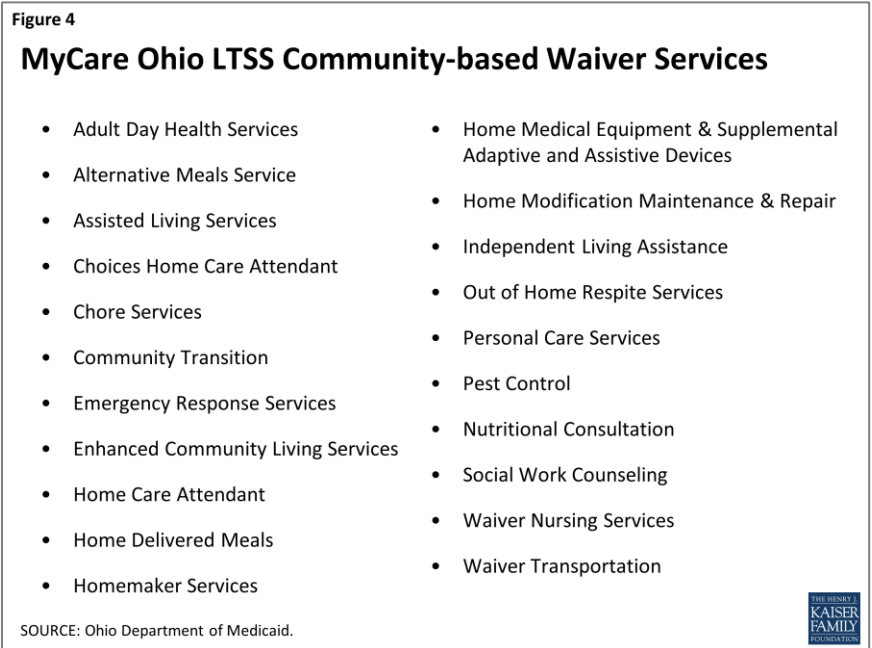 Figure 4
MyCare Ohio LTSS Community-based Waiver Services
• Adult Day Health Services
• Alternative Meals Service
• Assisted Living Services
• Choices Home Care Attendant
• Chore Services
• Community Transition
• Emergency Response Services
• Enhanced Community Living Services
• Home Care Attendant
• Home Delivered Meals
• Homemaker Services
• Home Medical Equipment & Supplemental
Adaptive and Assistive Devices
• Home Modification Maintenance & Repair
• Independent Living Assistance
• Out of Home Respite Services
• Personal Care Services
• Pest Control
• Nutritional Consultation
• Social Work Counseling
• Waiver Nursing Services
• Waiver Transportation
SOURCE: Ohio Department of Medicaid.
THE HENRY J.
KAISER
FAMILY
FOUNDATION